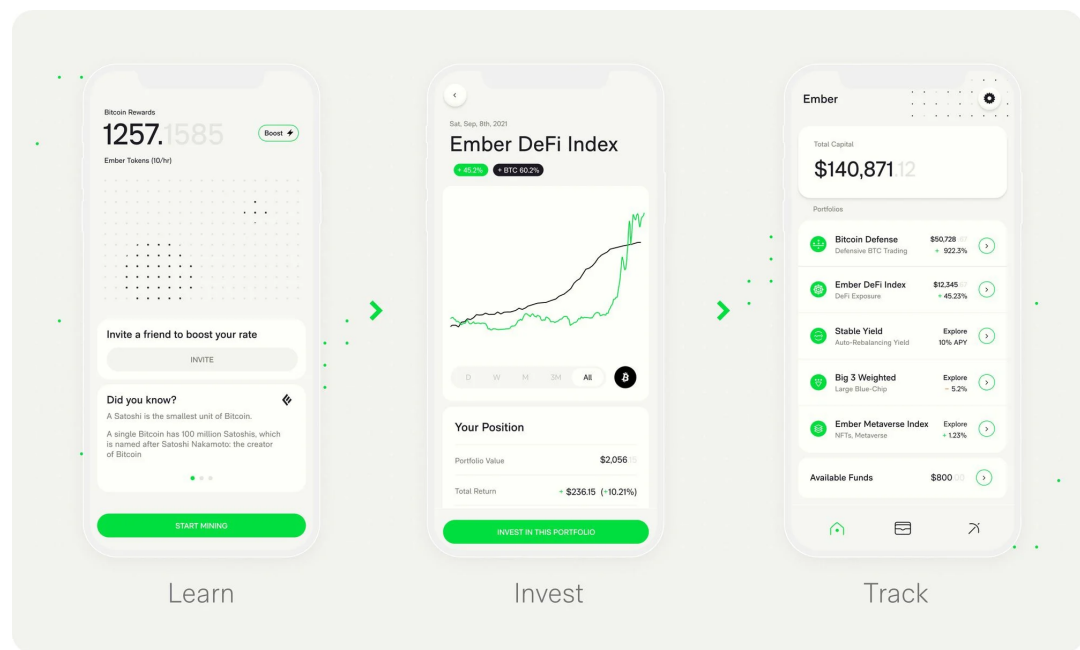 Bitcoin Rewards
1257.1585
Boost
Ember Tokens (10/hr)
Invite a friend to boost your rate
INVITE
Did you know?
A Satoshi is the smallest unit of Bitcoin.
A single Bitcoin has 100 million Satoshis, which
is named after Satoshi Nakamoto: the creator
of Bitcoin
START MINING
Learn
Sat, Sep, 8th, 2021
Ember DeFi Index
+ 45.2%
+ BTC 60.2%
D W M 3M All
Your Position
Portfolio Value $2,056.15
Total Return + $236.15 (+10.21%)
INVEST IN THIS PORTFOLIO
Invest
Ember
Total Capital
$140,871.12
Portfolios
Bitcoin Defense $50,728
Defensive BTC Trading + 922.3%
Ember DeFi Index $12,345
DeFi Exposure + 45.23%
Stable Yield Explore
Auto-Rebalancing Yield 10% APY
Big 3 Weighted Explore
Large Blue-Chip - 5.2%
Ember Metaverse Index Explore
NFTs, Metaverse + 1.23%
Available Funds $800.00
Track